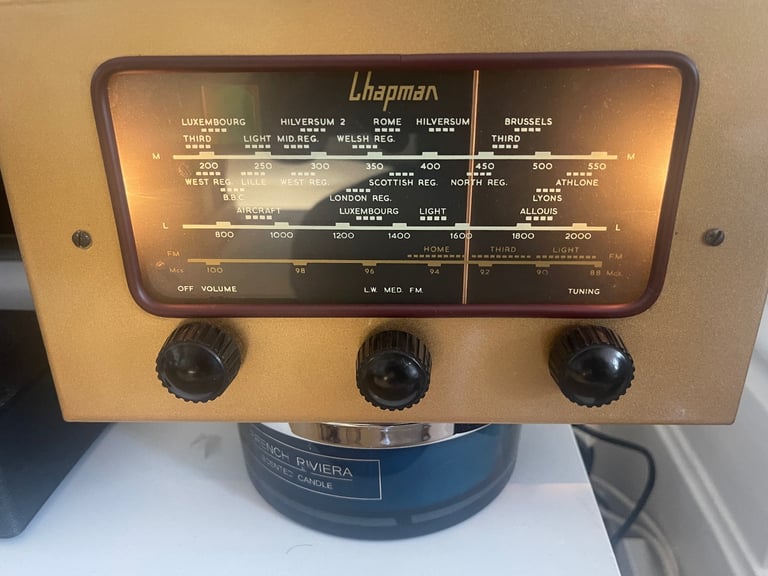 Chapman
LUXEMBOURG HILVERSUM 2 ROME HILVERSUM BRUSSELS
THIRD LIGHT MID.REG. WELSH REG. THIRD
M M
200 250 300 350 400 450 500 550
WEST REG. LILLE WEST REG. SCOTTISH REG. NORTH REG. ATHLONE
B.B.C LONDON REG. LYONS
AIRCRAFT LUXEMBOURG LIGHT ALLOUIS
L L
800 1000 1200 1400 1600 1800 2000
HOME THIRD LIGHT
FM FM
Mcs 100 98 96 94 92 90 88 Mcs
OFF VOLUME L.W. MED. FM. TUNING
FRENCH RIVIERA
SCENTED CANDLE